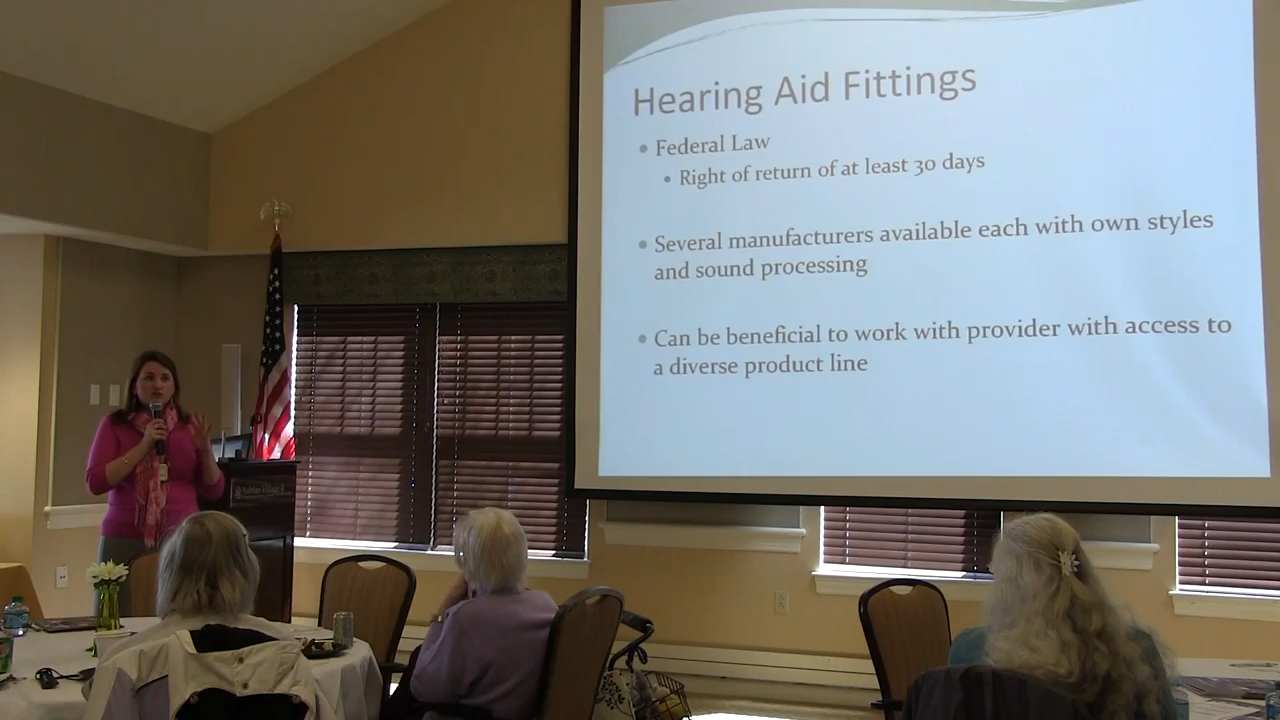 Hearing Aid Fittings
• Federal Law
• Right of return of at least 30 days
• Several manufacturers available each with own styles
and sound processing
• Can be beneficial to work with provider with access to
a diverse product line